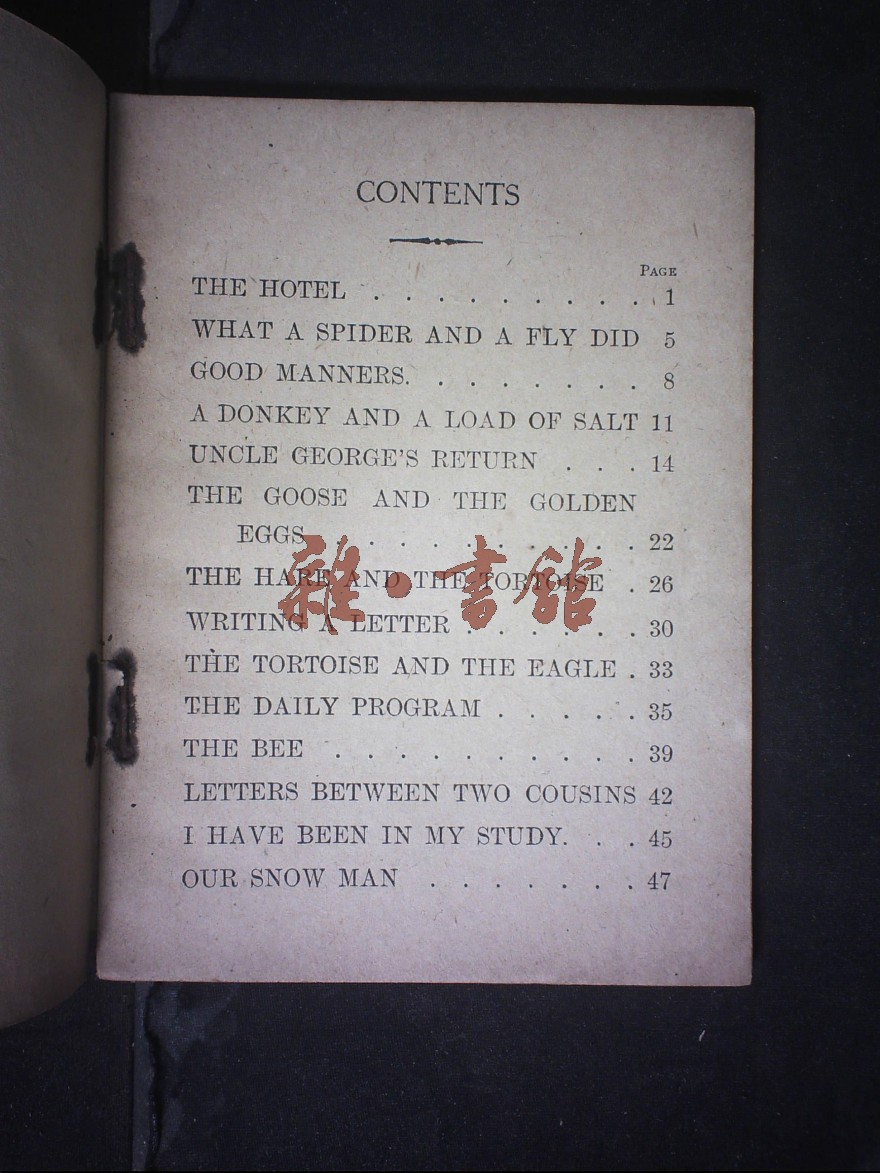 CONTENTS
PAGE
THE HOTEL . . . . . . . . . . 1
WHAT A SPIDER AND A FLY DID 5
GOOD MANNERS. . . . . . . . 8
A DONKEY AND A LOAD OF SALT 11
UNCLE GEORGE'S RETURN . . . 14
THE GOOSE AND THE GOLDEN
EGGS . . . . . . . . . . 22
THE HARE AND THE TORTOISE . 26
WRITING A LETTER . . . . . . 30
THE TORTOISE AND THE EAGLE . 33
THE DAILY PROGRAM . . . . . 35
THE BEE . . . . . . . . . . 39
LETTERS BETWEEN TWO COUSINS 42
I HAVE BEEN IN MY STUDY. . . 45
OUR SNOW MAN . . . . . . . 47
雜·書館